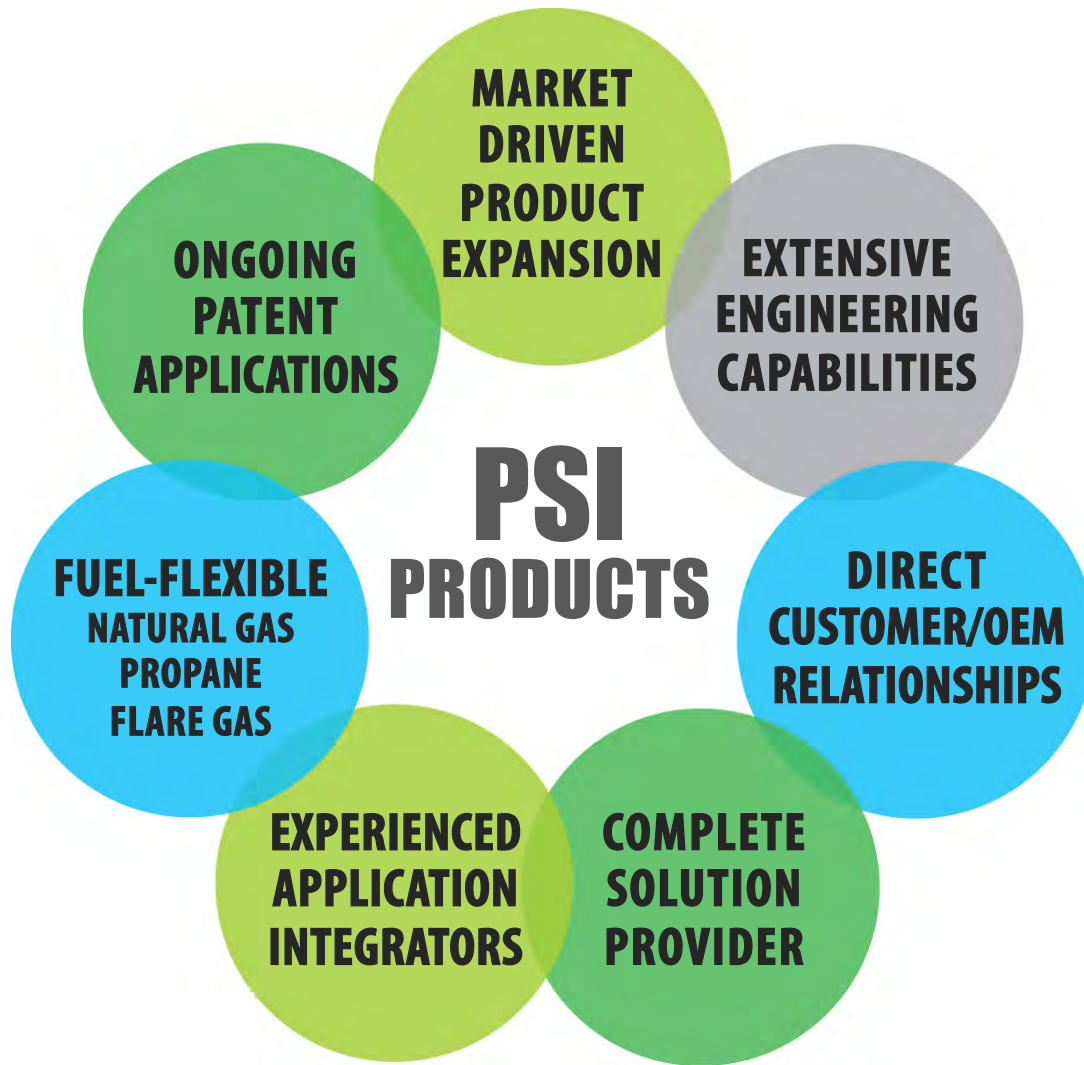 MARKET
DRIVEN
PRODUCT
EXPANSION
EXTENSIVE
ENGINEERING
CAPABILITIES
DIRECT
CUSTOMER/OEM
RELATIONSHIPS
COMPLETE
SOLUTION
PROVIDER
EXPERIENCED
APPLICATION
INTEGRATORS
FUEL-FLEXIBLE
NATURAL GAS
PROPANE
FLARE GAS
ONGOING
PATENT
APPLICATIONS
PSI
PRODUCTS